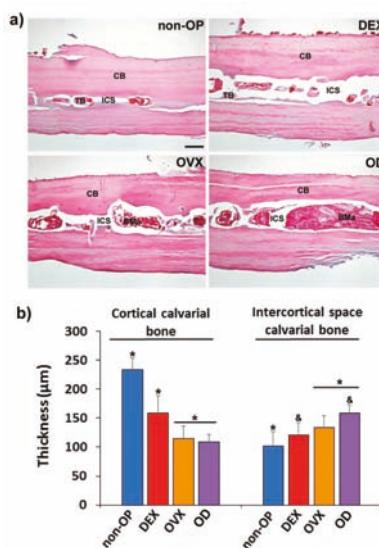 a)
non-OP
CB
TB
ICS
DEX
CB
ICS
TB
OVX
CB
ICS
BMa
OD
CB
ICS
BMa
b)
Cortical calvarial
bone
Intercortical space
calvarial bone
Thickness (µm)
300
250
200
150
100
50
0
* * *
* & * &
non-OP DEX OVX OD non-OP DEX OVX OD